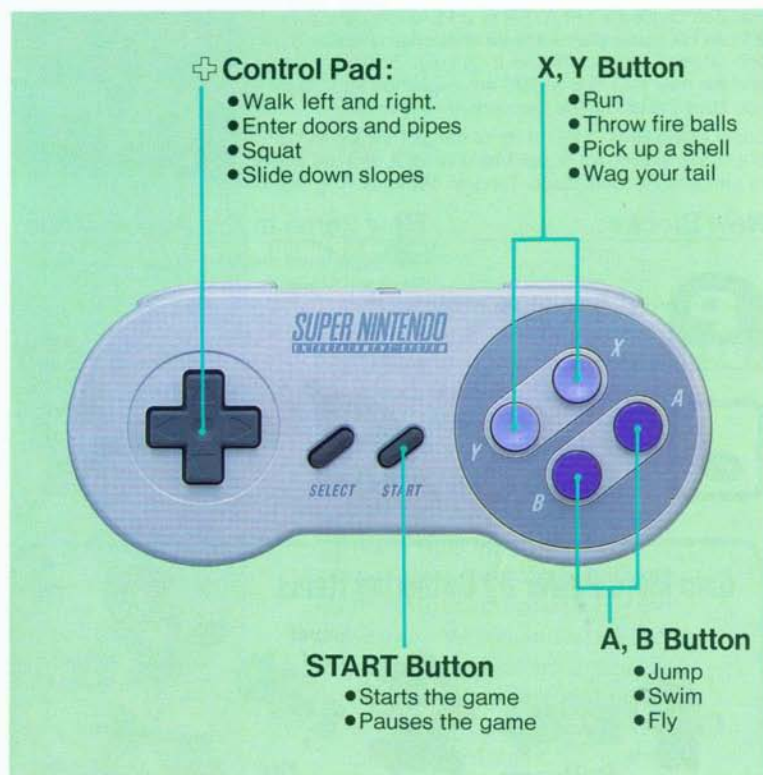 Control Pad:
●Walk left and right.
●Enter doors and pipes
●Squat
●Slide down slopes
X, Y Button
●Run
●Throw fire balls
●Pick up a shell
●Wag your tail
SUPER NINTENDO
ENTERTAINMENT SYSTEM
X
A
Y
B
SELECT START
START Button
●Starts the game
●Pauses the game
A, B Button
●Jump
●Swim
●Fly